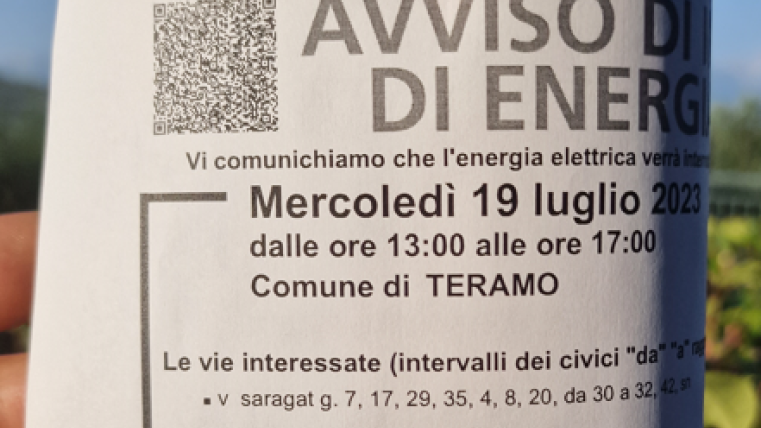 AVVISO DI
DI ENERGI
Vi comunichiamo che l'energia elettrica verrà
Mercoledì 19 luglio 2023
dalle ore 13:00 alle ore 17:00
Comune di TERAMO
Le vie interessate (intervalli dei civici "da" "a"
▪ v saragat g. 7, 17, 29, 35, 4, 8, 20, da 30 a 32, 42, sn